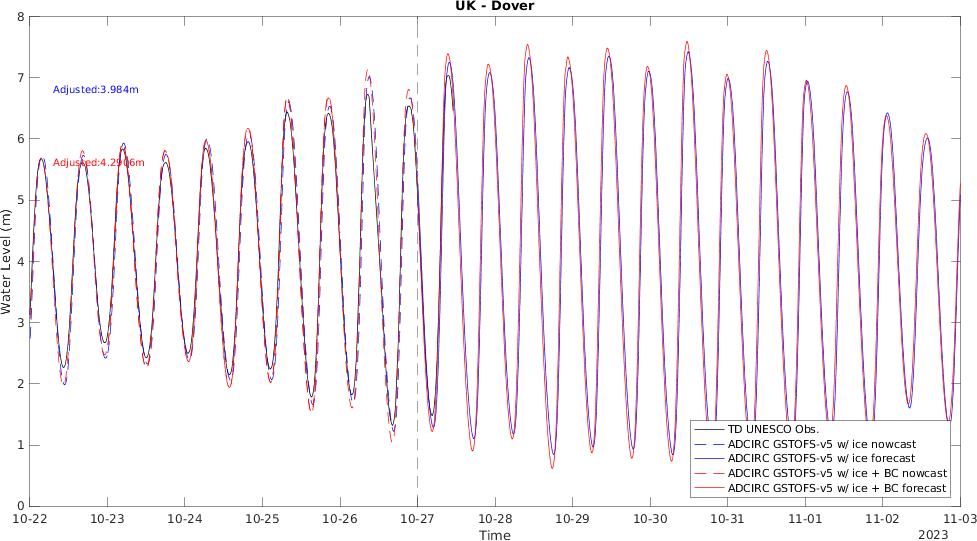 UK - Dover
8
7
6
5
4
3
2
1
0
Water Level (m)
Adjusted:3.984m
Adjusted:4.2906m
TD UNESCO Obs.
ADCIRC GSTOFS-v5 w/ ice nowcast
ADCIRC GSTOFS-v5 w/ ice forecast
ADCIRC GSTOFS-v5 w/ ice + BC nowcast
ADCIRC GSTOFS-v5 w/ ice + BC forecast
10-22 10-23 10-24 10-25 10-26 10-27 10-28 10-29 10-30 10-31 11-01 11-02 11-03
Time
2023